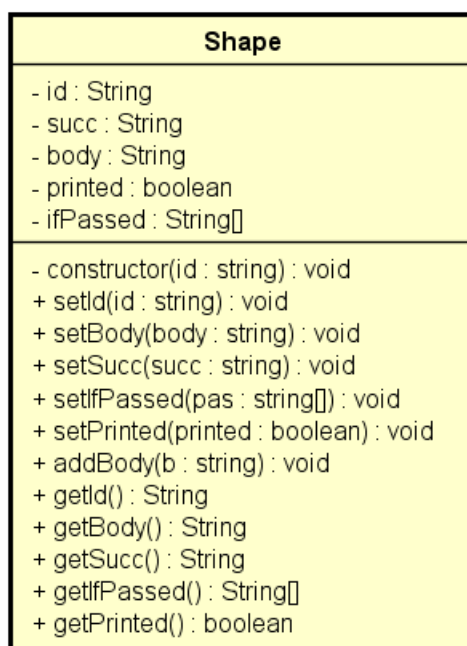 Shape
- id : String
- succ : String
- body : String
- printed : boolean
- ifPassed : String[]
- constructor(id : string) : void
+ setId(id : string) : void
+ setBody(body : string) : void
+ setSucc(succ : string) : void
+ setIfPassed(pas : string[]) : void
+ setPrinted(printed : boolean) : void
+ addBody(b : string) : void
+ getId() : String
+ getBody() : String
+ getSucc() : String
+ getIfPassed() : String[]
+ getPrinted() : boolean